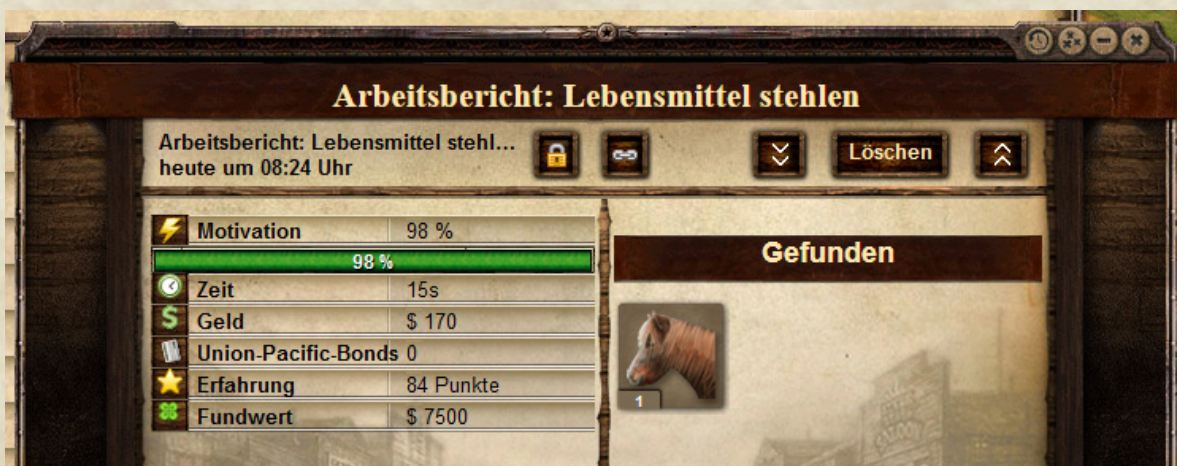 Arbeitsbericht: Lebensmittel stehlen
Arbeitsbericht: Lebensmittel stehl...
heute um 08:24 Uhr
Löschen
Motivation 98 %
98 %
Zeit 15s
Geld $ 170
Union-Pacific-Bonds 0
Erfahrung 84 Punkte
Fundwert $ 7500
Gefunden
1
SALOON